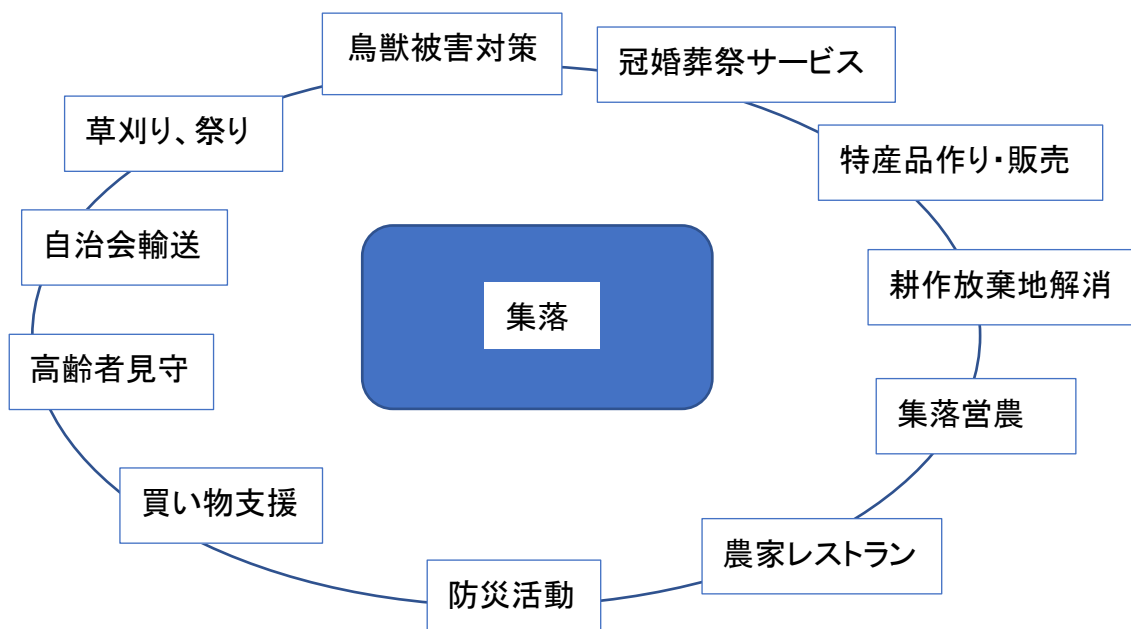 鳥獣被害対策
冠婚葬祭サービス
草刈り、祭り
特産品作り・販売
自治会輸送
耕作放棄地解消
集落
高齢者見守
集落営農
買い物支援
農家レストラン
防災活動